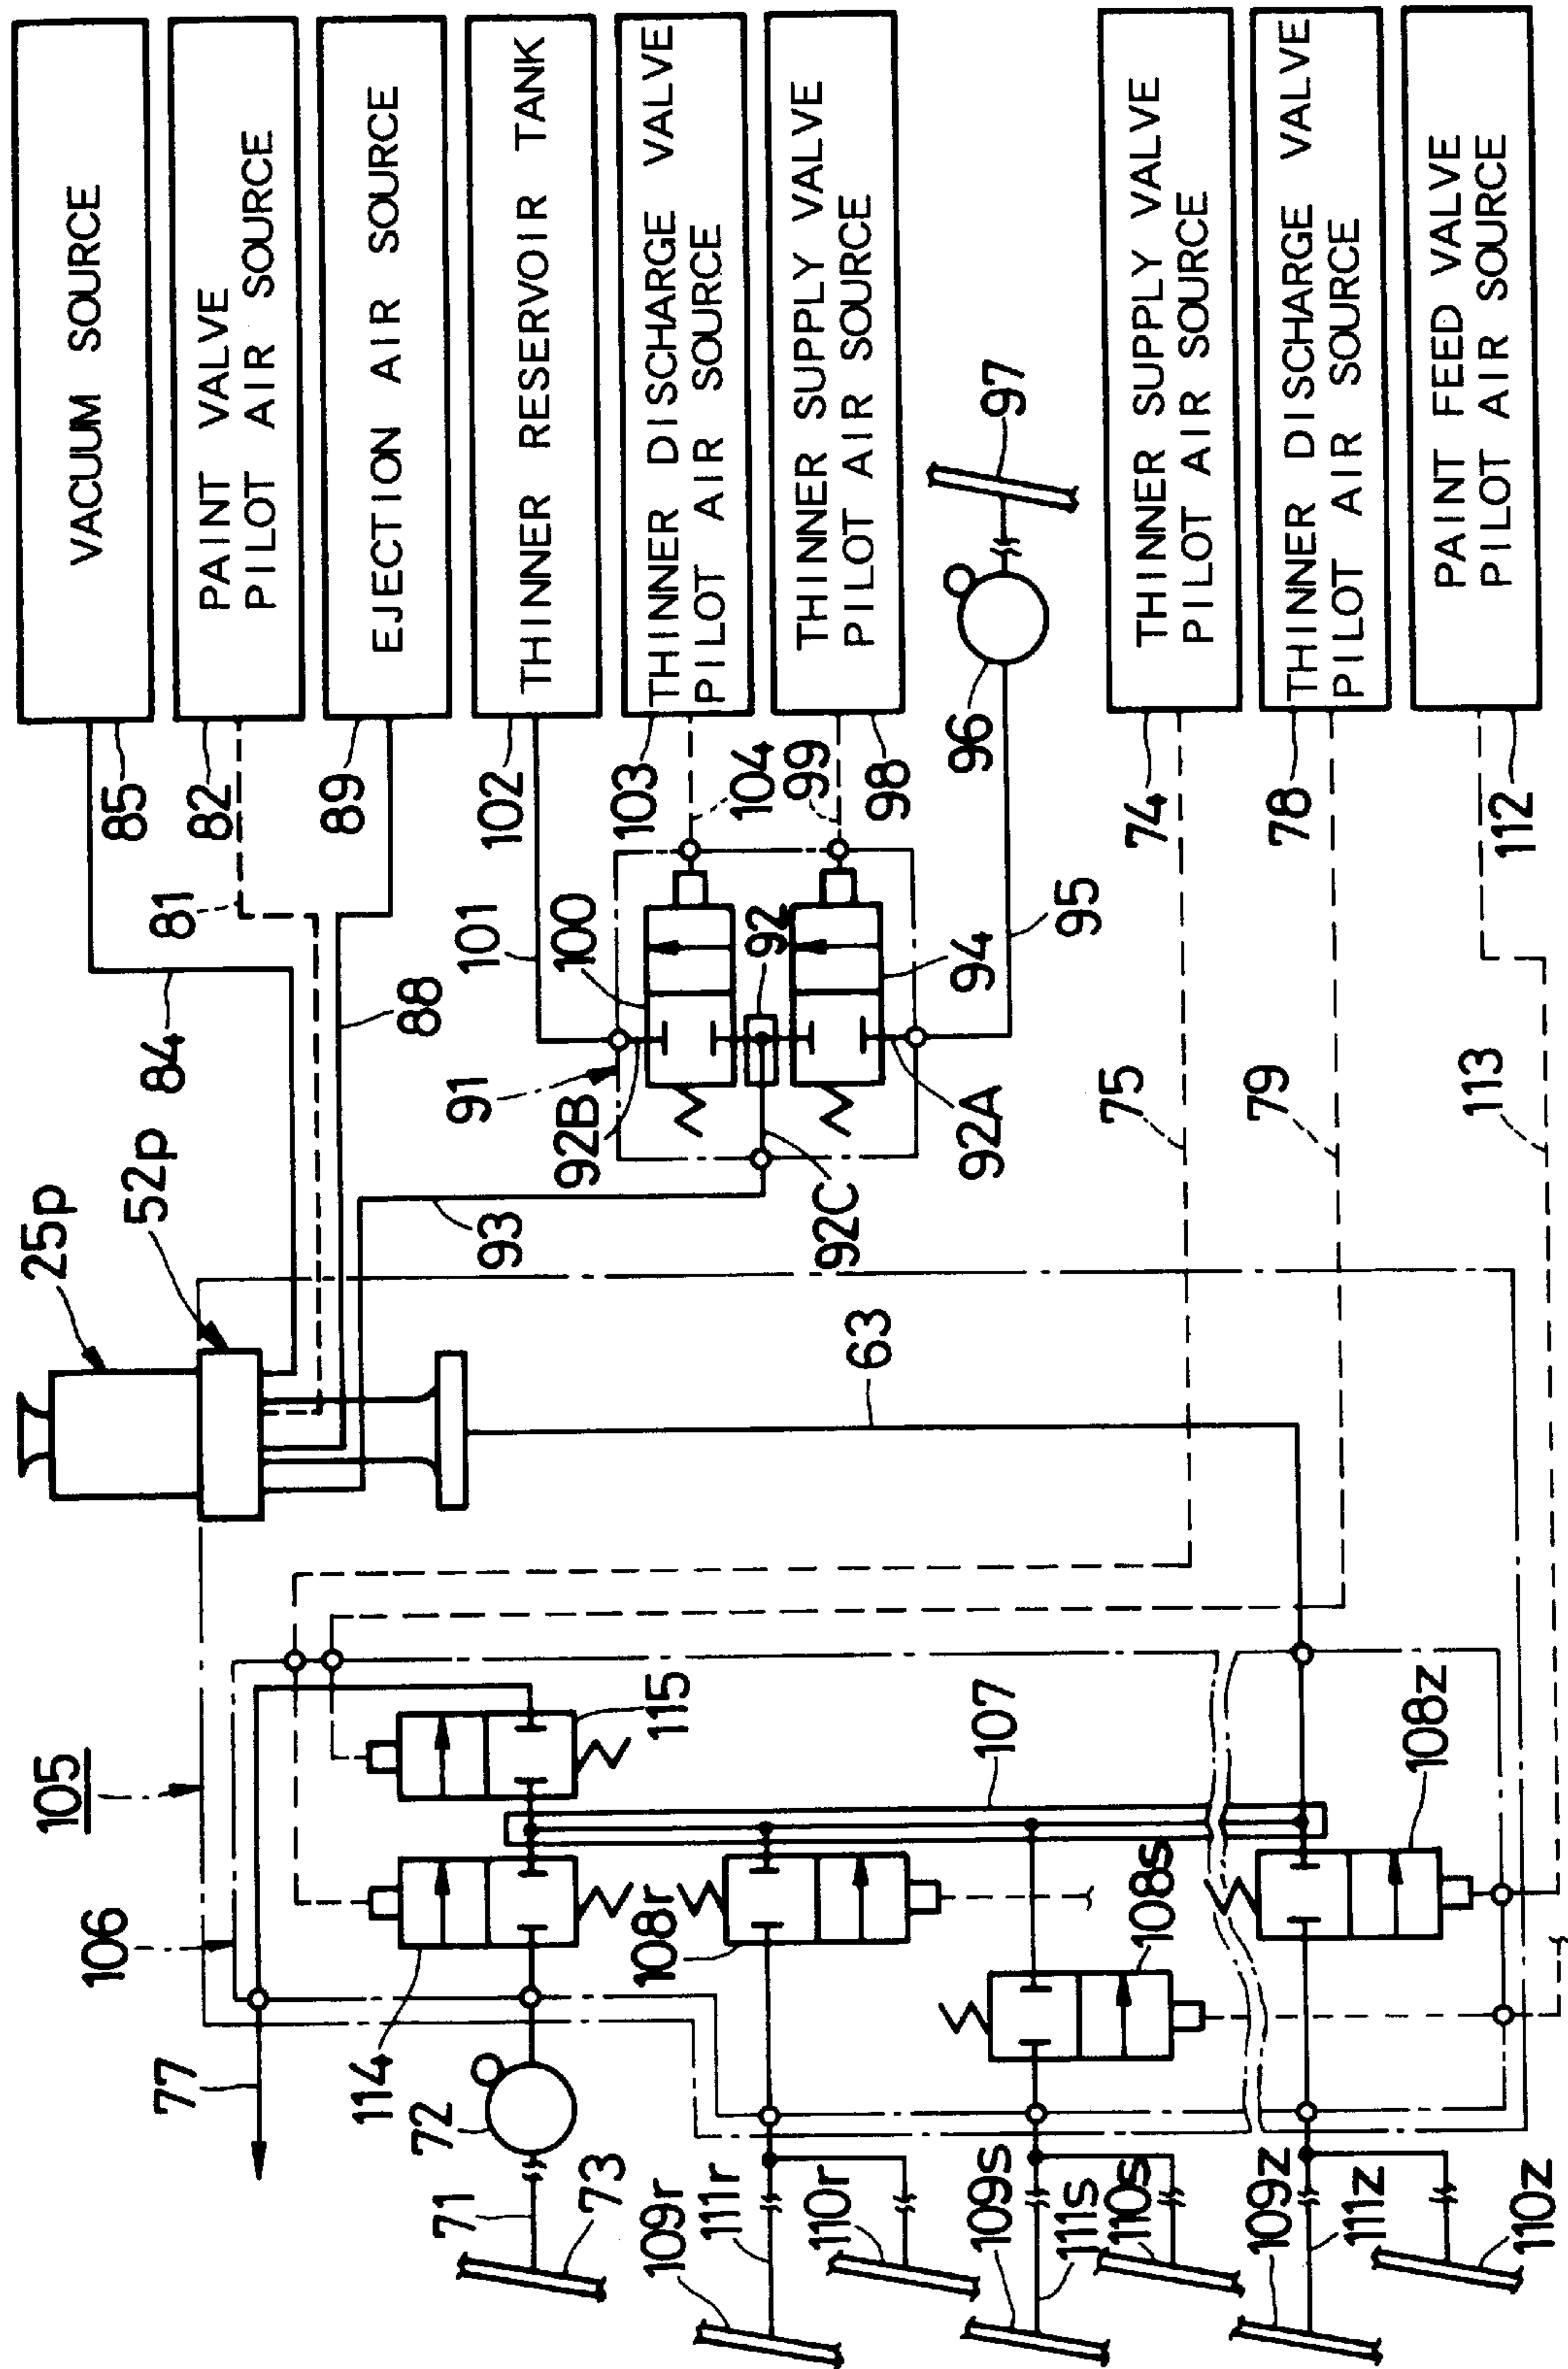 VACUUM SOURCE
PAINT VALVE
PILOT AIR SOURCE
EJECTION AIR SOURCE
THINNER RESERVOIR TANK
THINNER DISCHARGE VALVE
PILOT AIR SOURCE
THINNER SUPPLY VALVE
PILOT AIR SOURCE
THINNER SUPPLY VALVE
PILOT AIR SOURCE
THINNER DISCHARGE VALVE
PILOT AIR SOURCE
PAINT FEED VALVE
PILOT AIR SOURCE
85
82
89
102
103
104
99
98
96
97
74
78
112
84
81
88
101
100
92
94
95
91
92B
92C
92A
93
75
79
113
25p
52p
63
105
106
115
107
108z
77
114
72
108r
108s
71
73
109r
111r
110r
109s
111s
110s
109z
111z
110z